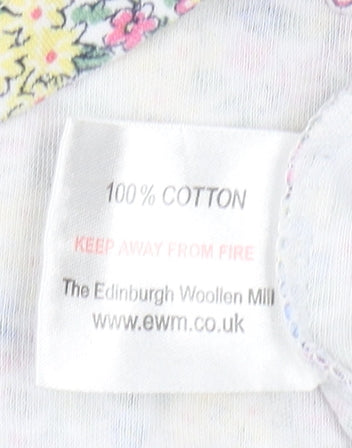 100% COTTON
KEEP AWAY FROM FIRE
The Edinburgh Woollen Mill
www.ewm.co.uk